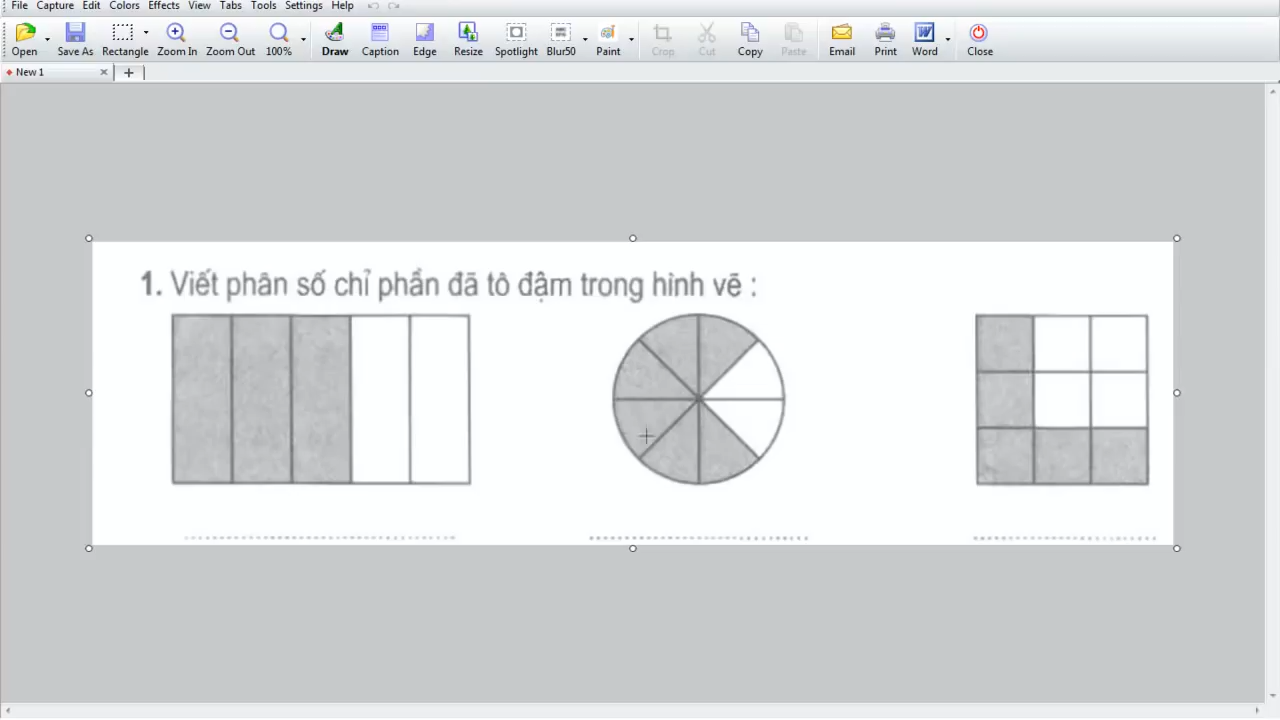 File Capture Edit Colors Effects View Tabs Tools Settings Help
Open Save As Rectangle Zoom In Zoom Out 100% Draw Caption Edge Resize Spotlight Blur50 Paint Crop Cut Copy Paste Email Print Word Close
New 1
1. Viết phân số chỉ phần đã tô đậm trong hình vẽ :